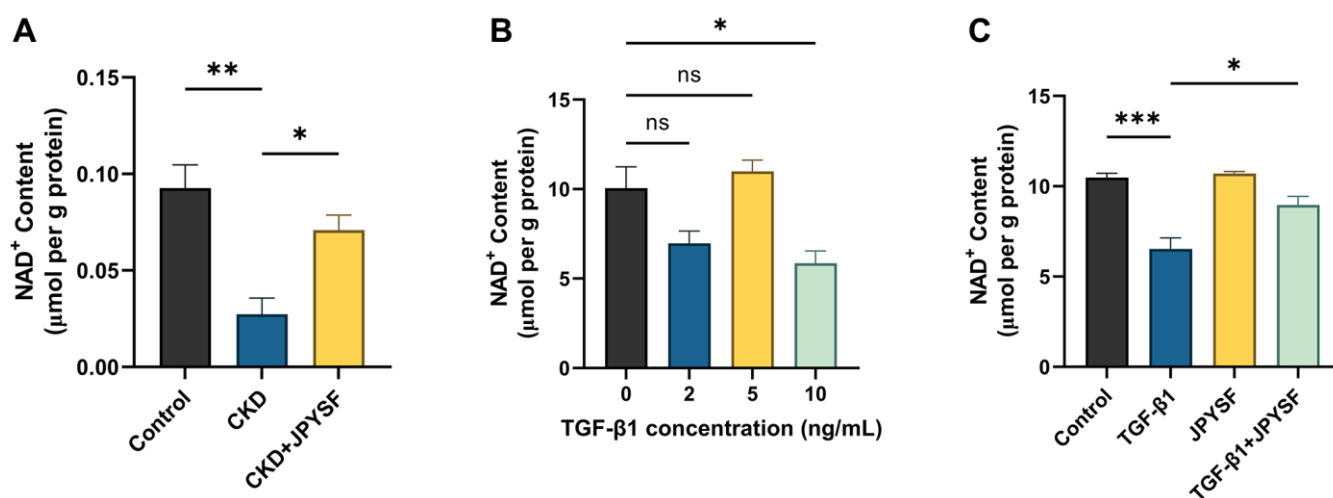 A
NAD+ Content
(μmol per g protein)
0.15
0.10
0.05
0.00
**
*
Control
CKD
CKD+JPYSF
B
NAD+ Content
(μmol per g protein)
15
10
5
0
*
ns
ns
0 2 5 10
TGF-β1 concentration (ng/mL)
C
NAD+ Content
(μmol per g protein)
15
10
5
0
*
***
Control
TGF-β1
JPYSF
TGF-β1+JPYSF